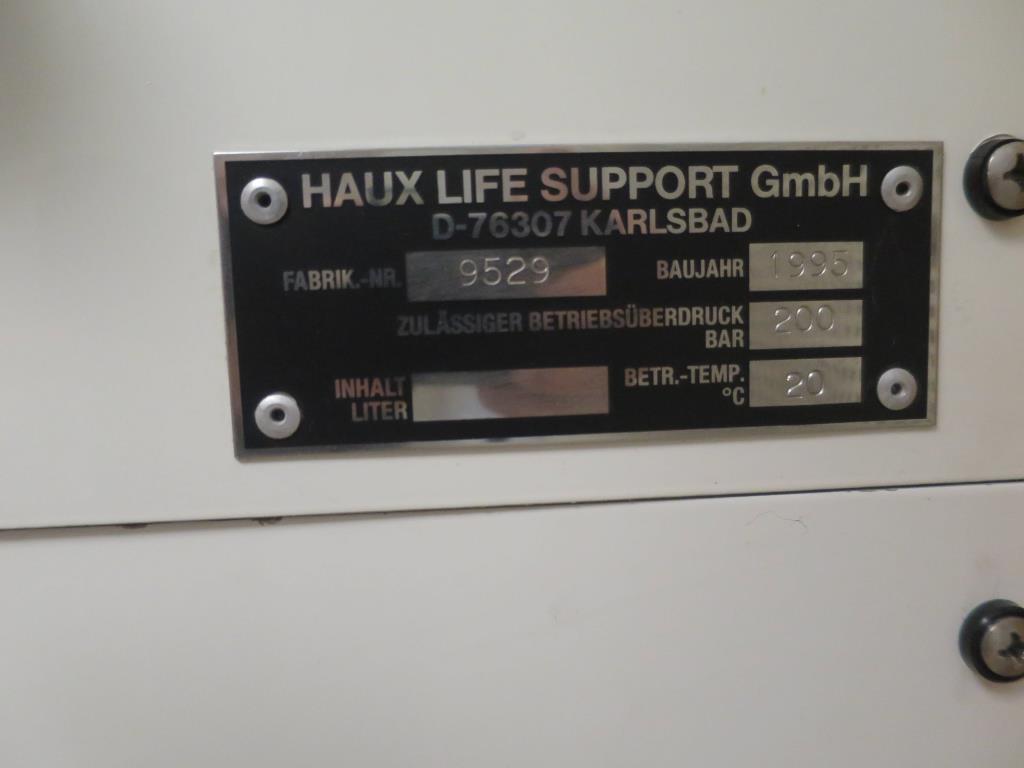 HAUX LIFE SUPPORT GmbH
D-76307 KARLSBAD
FABRIK.-NR. 9529 BAUJAHR 1995
ZULÄSSIGER BETRIEBSÜBERDRUCK 200
BAR
INHALT BETR.-TEMP. 20
LITER °C